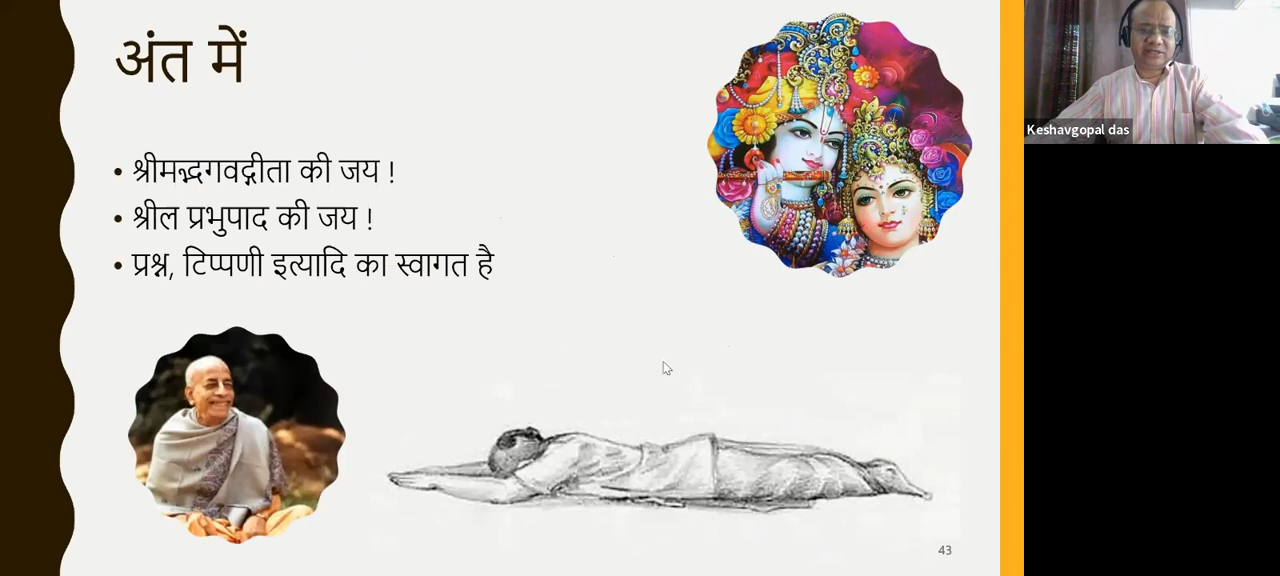 अंत में
• श्रीमद्भगवद्गीता की जय !
• श्रील प्रभुपाद की जय !
• प्रश्न, टिप्पणी इत्यादि का स्वागत है
43
Keshavgopal das